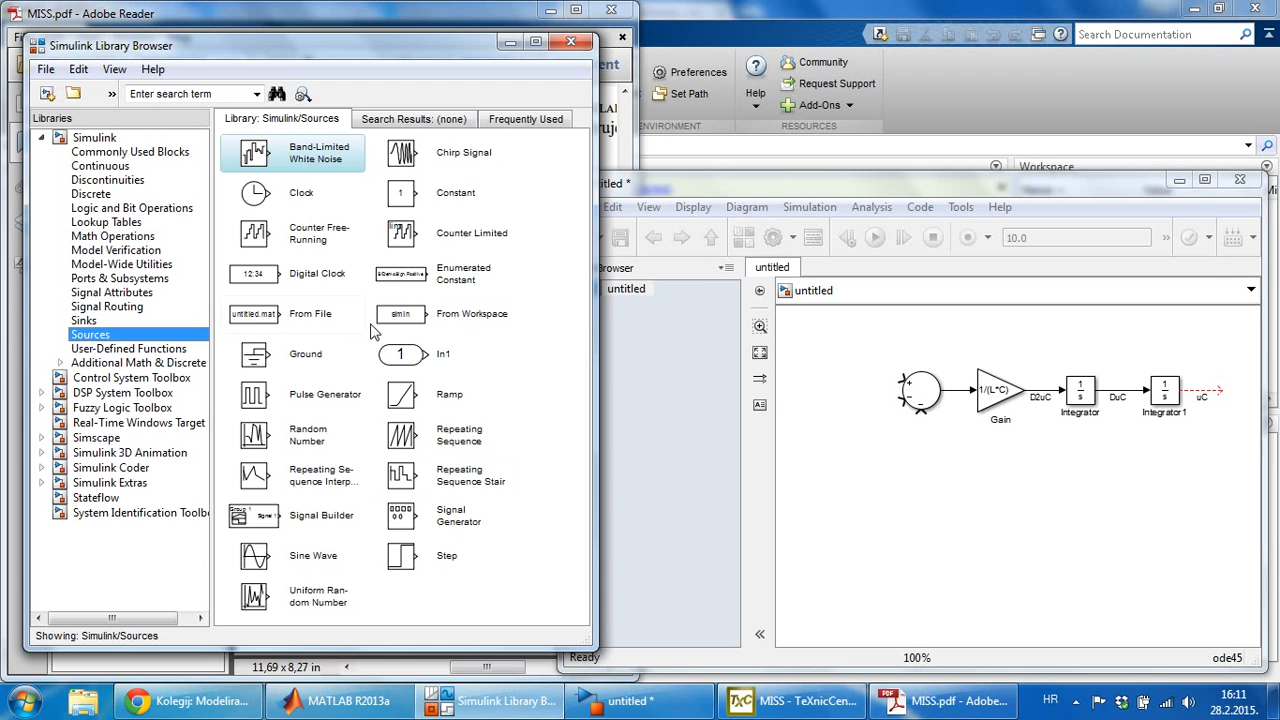 MISS.pdf - Adobe Reader
Simulink Library Browser
File Edit View Help
Enter search term
Libraries
Library: Simulink/Sources
Search Results: (none)
Frequently Used
Simulink
Commonly Used Blocks
Continuous
Discontinuities
Discrete
Logic and Bit Operations
Lookup Tables
Math Operations
Model Verification
Model-Wide Utilities
Ports & Subsystems
Signal Attributes
Signal Routing
Sinks
Sources
User-Defined Functions
Additional Math & Discrete
Control System Toolbox
DSP System Toolbox
Fuzzy Logic Toolbox
Real-Time Windows Target
Simscape
Simulink 3D Animation
Simulink Coder
Simulink Extras
Stateflow
System Identification Toolb
Band-Limited
White Noise
Chirp Signal
Clock
1
Constant
Counter Free-
Running
Counter Limited
12:34
Digital Clock
Enumerated
Constant
untitled.mat
From File
simin
From Workspace
Ground
1
In1
Pulse Generator
Ramp
Random
Number
Repeating
Sequence
Repeating Se-
quence Interp...
Repeating
Sequence Stair
Signal Builder
Signal
Generator
Sine Wave
Step
Uniform Ran-
dom Number
Showing: Simulink/Sources
11,69 x 8,27 in
Search Documentation
Preferences
Set Path
Help
Community
Request Support
Add-Ons
RESOURCES
Workspace
Edit View Display Diagram Simulation Analysis Code Tools Help
10.0
Browser
untitled
untitled
untitled
1/(L*C)
Gain
D2uC
1
s
Integrator
DuC
1
s
Integrator1
uC
Ready
100%
ode45
Kolegij: Modelira...
MATLAB R2013a
Simulink Library B...
untitled *
MISS - TeXnicCen...
MISS.pdf - Adobe...
HR
16:11
28.2.2015.